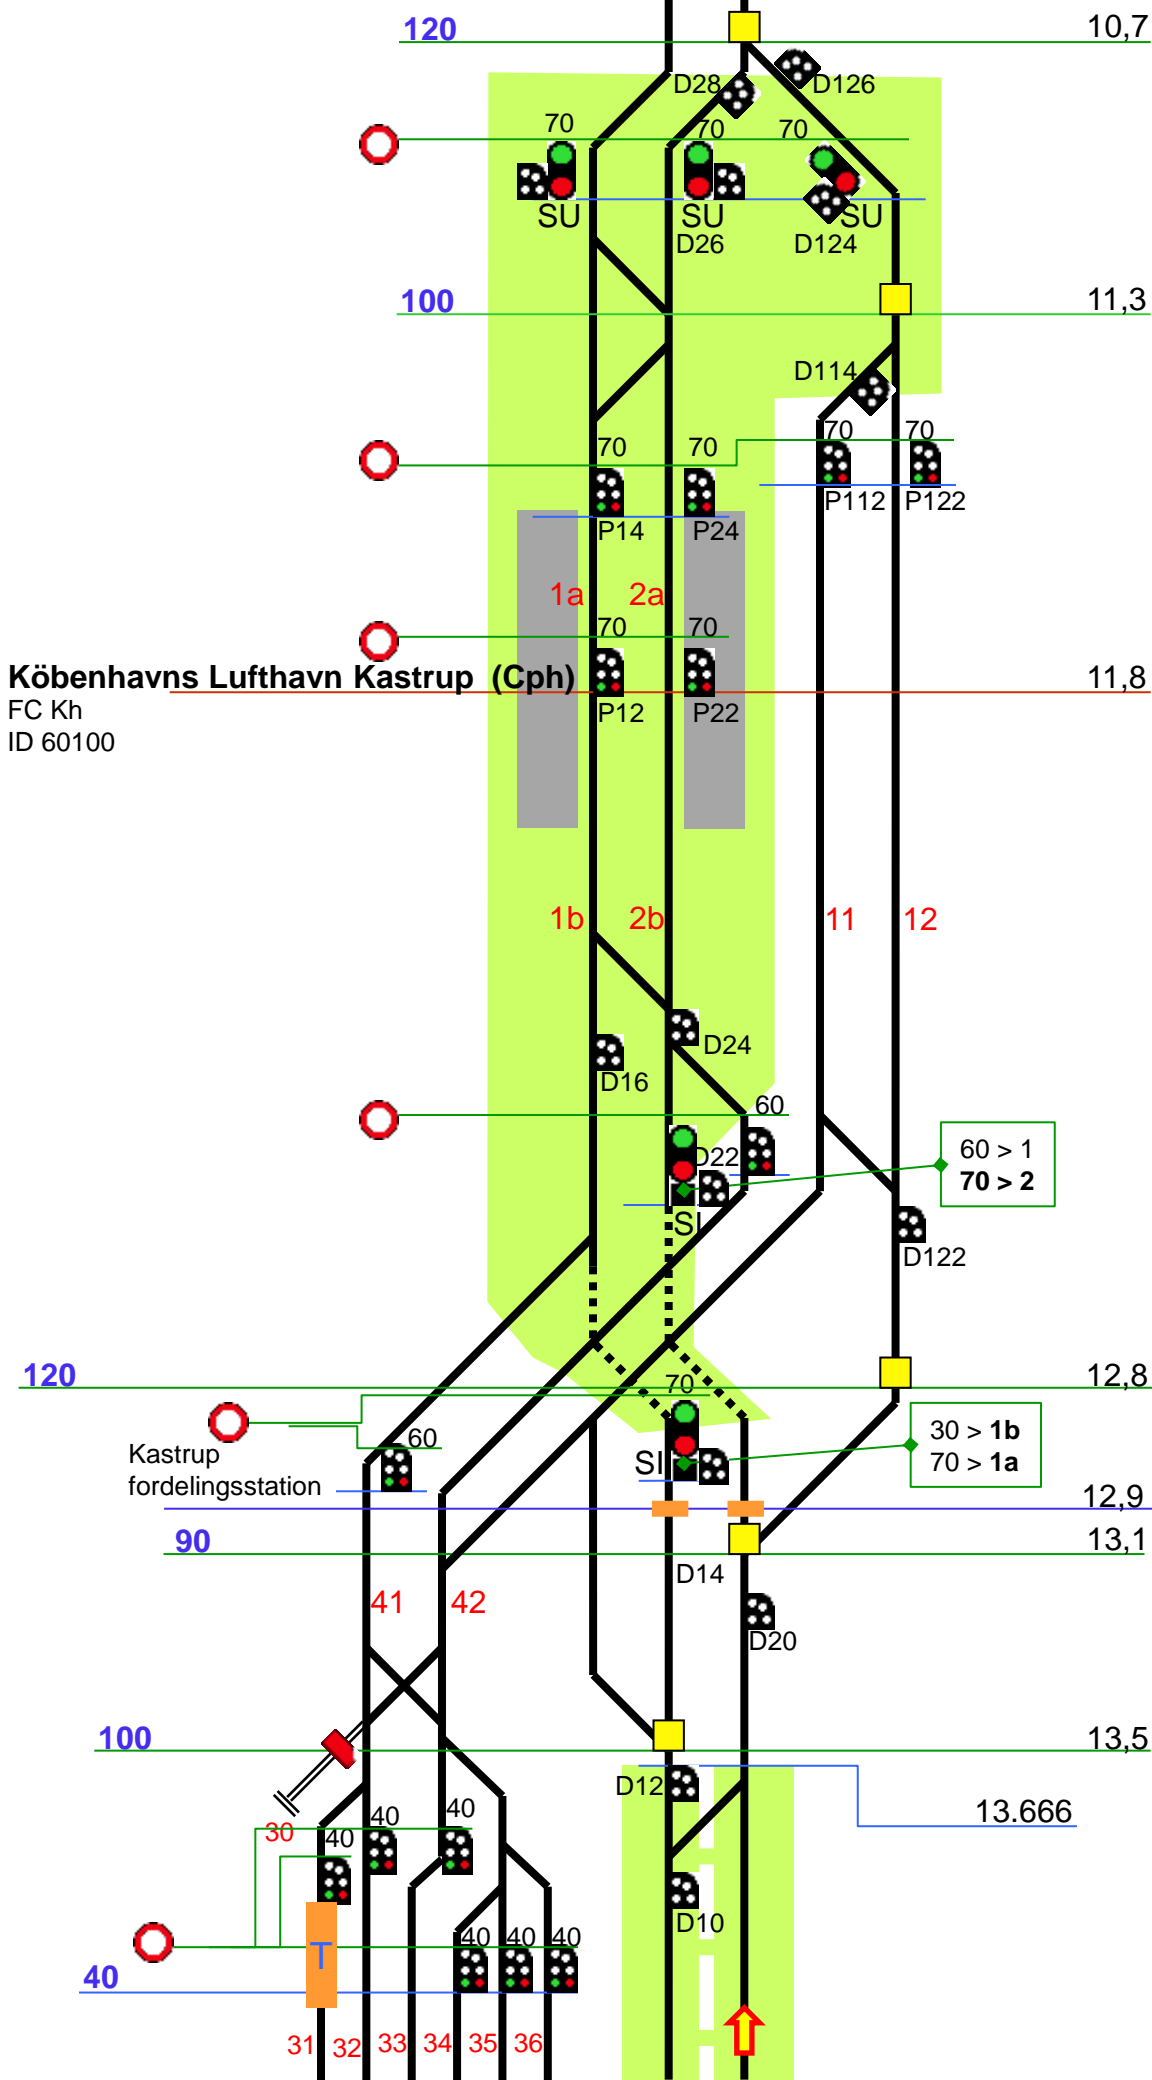 120
10,7
D28
D126
70
70
70
SU
SU
SU
D26
D124
100
11,3
D114
70
70
70
70
P14
P24
P112
P122
1a
2a
70
70
Köbenhavns Lufthavn Kastrup (Cph)
11,8
FC Kh
ID 60100
P12
P22
1b
2b
11
12
D24
D16
60
D22
60 > 1
70 > 2
SI
D122
120
12,8
70
60
30 > 1b
70 > 1a
Kastrup
fordelingsstation
SI
12,9
90
13,1
D14
41
42
D20
100
13,5
D12
13.666
30
40
40
40
D10
40
40
40
T
40
31
32
33
34
35
36